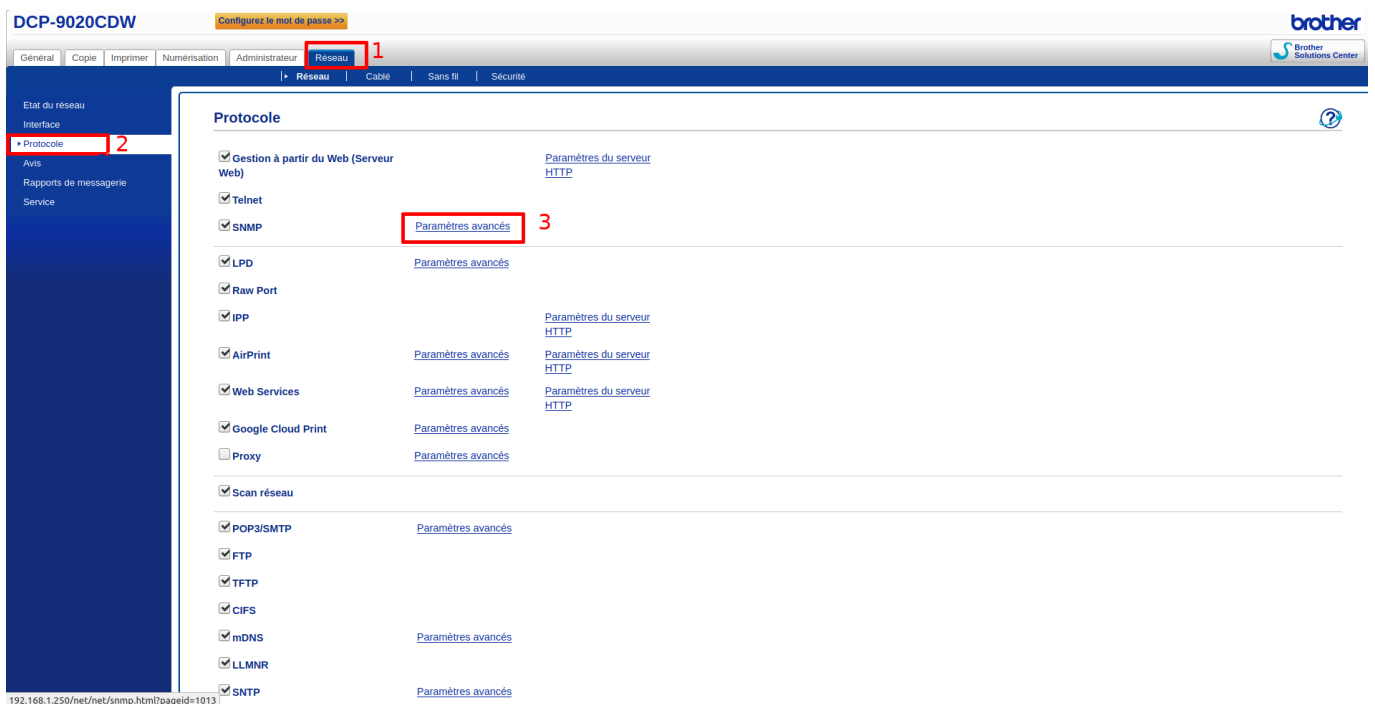 DCP-9020CDW
Configurez le mot de passe >>
brother
Général Copie Imprimer Numérisation Administrateur Réseau 1
Brother
Solutions Center
Réseau Cablé Sans fil Sécurité
Etat du réseau
Interface
Protocole 2
Avis
Rapports de messagerie
Service
Protocole
Gestion à partir du Web (Serveur
Web)
Paramètres du serveur
HTTP
Telnet
SNMP Paramètres avancés 3
LPD Paramètres avancés
Raw Port
IPP Paramètres du serveur
HTTP
AirPrint Paramètres avancés Paramètres du serveur
HTTP
Web Services Paramètres avancés Paramètres du serveur
HTTP
Google Cloud Print Paramètres avancés
Proxy Paramètres avancés
Scan réseau
POP3/SMTP Paramètres avancés
FTP
TFTP
CIFS
mDNS Paramètres avancés
LLMNR
SNTP Paramètres avancés
192.168.1.250/net/net/snmp.html?pageid=1013